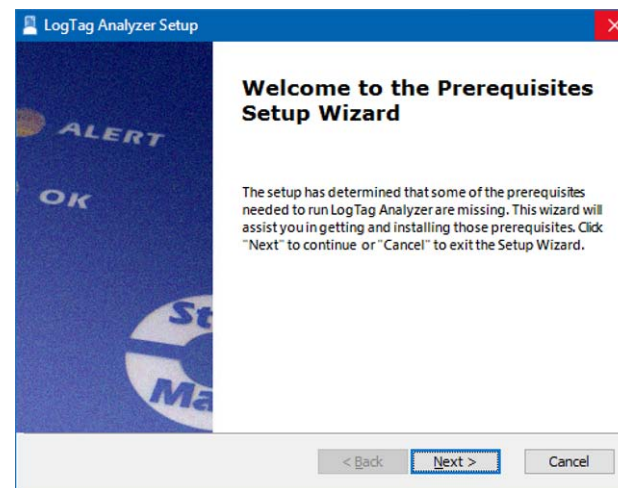 LogTag Analyzer Setup
ALERT
OK
St
Ma
Welcome to the Prerequisites
Setup Wizard
The setup has determined that some of the prerequisites
needed to run LogTag Analyzer are missing. This wizard will
assist you in getting and installing those prerequisites. Click
"Next" to continue or "Cancel" to exit the Setup Wizard.
< Back Next > Cancel